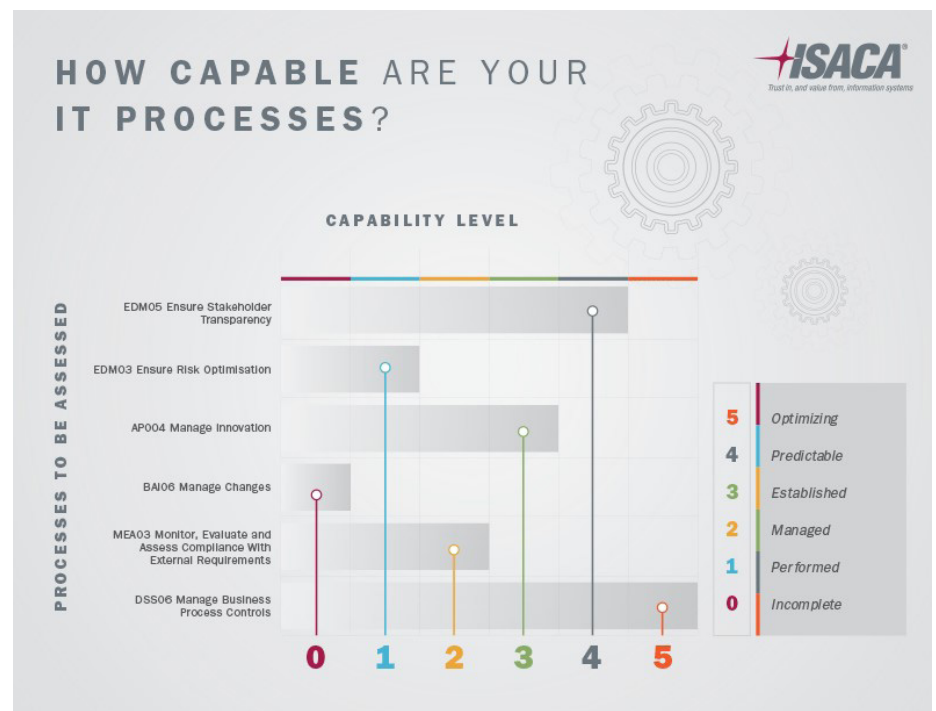 HOW CAPABLE ARE YOUR
IT PROCESSES?
ISACA®
Trust in, and value from, information systems
CAPABILITY LEVEL
PROCESSES TO BE ASSESSED
EDM05 Ensure Stakeholder
Transparency
EDM03 Ensure Risk Optimisation
AP004 Manage Innovation
BAI06 Manage Changes
MEA03 Monitor, Evaluate and
Assess Compliance With
External Requirements
DSS06 Manage Business
Process Controls
0 1 2 3 4 5
5 Optimizing
4 Predictable
3 Established
2 Managed
1 Performed
0 Incomplete